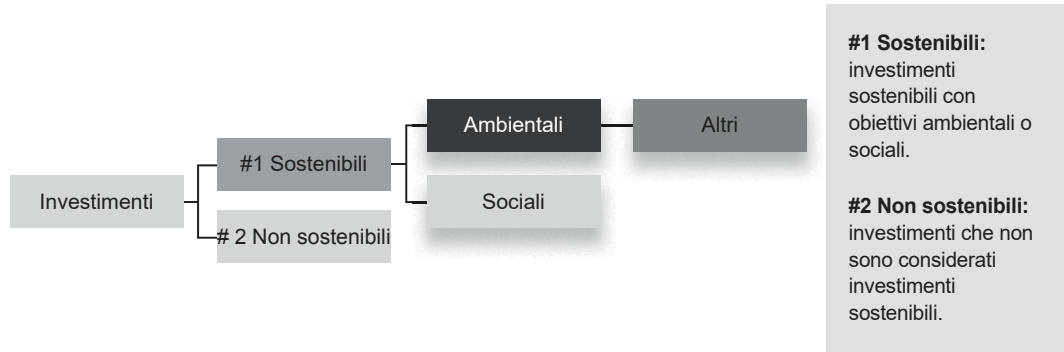 Investimenti
#1 Sostenibili
# 2 Non sostenibili
Ambientali
Altri
Sociali
#1 Sostenibili:
investimenti
sostenibili con
obiettivi ambientali o
sociali.
#2 Non sostenibili:
investimenti che non
sono considerati
investimenti
sostenibili.